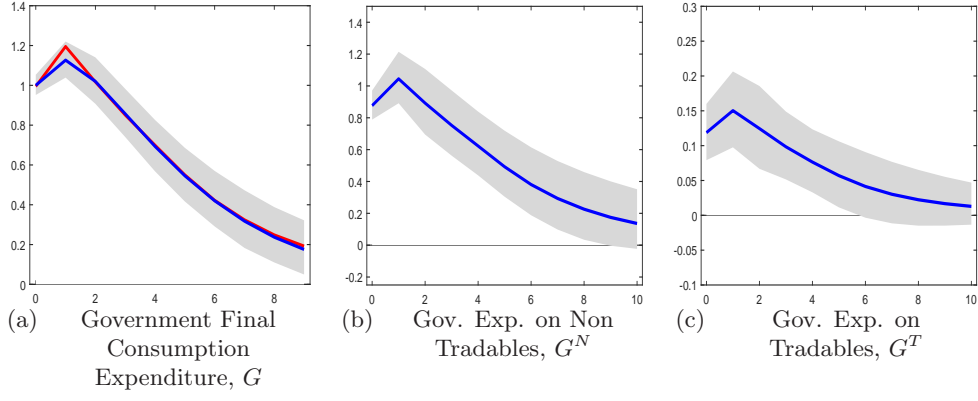 1.4
1.2
1
0.8
0.6
0.4
0.2
0
0 2 4 6 8
(a) Government Final
Consumption
Expenditure, G
1.4
1.2
1
0.8
0.6
0.4
0.2
0
-0.2
0 2 4 6 8 10
(b) Gov. Exp. on Non
Tradables, G^N
0.3
0.25
0.2
0.15
0.1
0.05
0
-0.05
-0.1
0 2 4 6 8 10
(c) Gov. Exp. on
Tradables, G^T